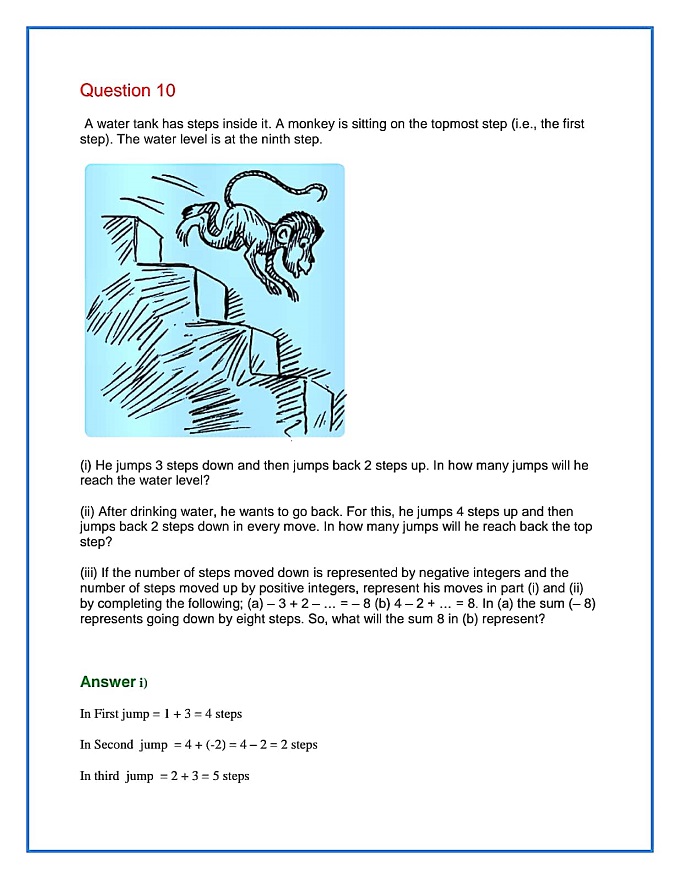 Question 10
A water tank has steps inside it. A monkey is sitting on the topmost step (i.e., the first
step). The water level is at the ninth step.
(i) He jumps 3 steps down and then jumps back 2 steps up. In how many jumps will he
reach the water level?
(ii) After drinking water, he wants to go back. For this, he jumps 4 steps up and then
jumps back 2 steps down in every move. In how many jumps will he reach back the top
step?
(iii) If the number of steps moved down is represented by negative integers and the
number of steps moved up by positive integers, represent his moves in part (i) and (ii)
by completing the following; (a) – 3 + 2 – ... = – 8 (b) 4 – 2 + ... = 8. In (a) the sum (– 8)
represents going down by eight steps. So, what will the sum 8 in (b) represent?
Answer i)
In First jump = 1 + 3 = 4 steps
In Second  jump  = 4 + (-2) = 4 – 2 = 2 steps
In third  jump  = 2 + 3 = 5 steps